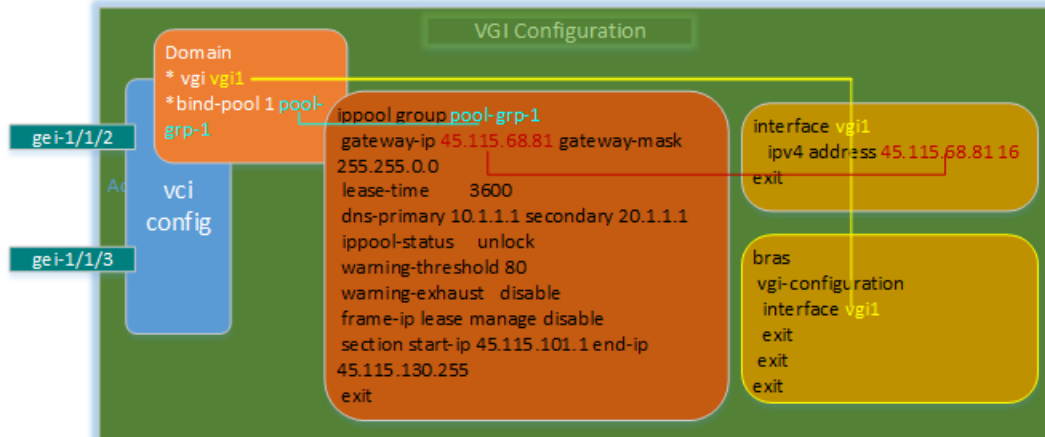 VGI Configuration
Domain
* vgi vgi1
*bind-pool 1 pool-
grp-1
gei-1/1/2
vci
config
gei-1/1/3
ippool group pool-grp-1
gateway-ip 45.115.68.81 gateway-mask
255.255.0.0
lease-time 3600
dns-primary 10.1.1.1 secondary 20.1.1.1
ippool-status unlock
warning-threshold 80
warning-exhaust disable
frame-ip lease manage disable
section start-ip 45.115.101.1 end-ip
45.115.130.255
exit
interface vgi1
ipv4 address 45.115.68.81 16
exit
bras
vgi-configuration
interface vgi1
exit
exit
exit